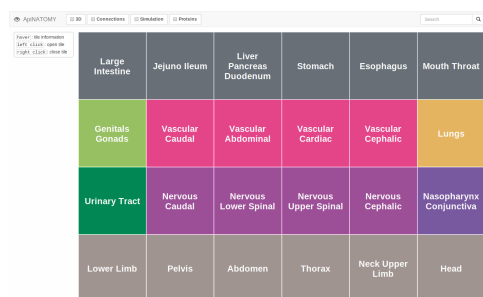 ApiNATOMY 3D Connections Simulation Proteins Search
hover: tile information
left click: open tile
right click: close tile
Large
Intestine
Jejuno Ileum
Liver
Pancreas
Duodenum
Stomach
Esophagus
Mouth Throat
Genitals
Gonads
Vascular
Caudal
Vascular
Abdominal
Vascular
Cardiac
Vascular
Cephalic
Lungs
Urinary Tract
Nervous
Caudal
Nervous
Lower Spinal
Nervous
Upper Spinal
Nervous
Cephalic
Nasopharynx
Conjunctiva
Lower Limb
Pelvis
Abdomen
Thorax
Neck Upper
Limb
Head